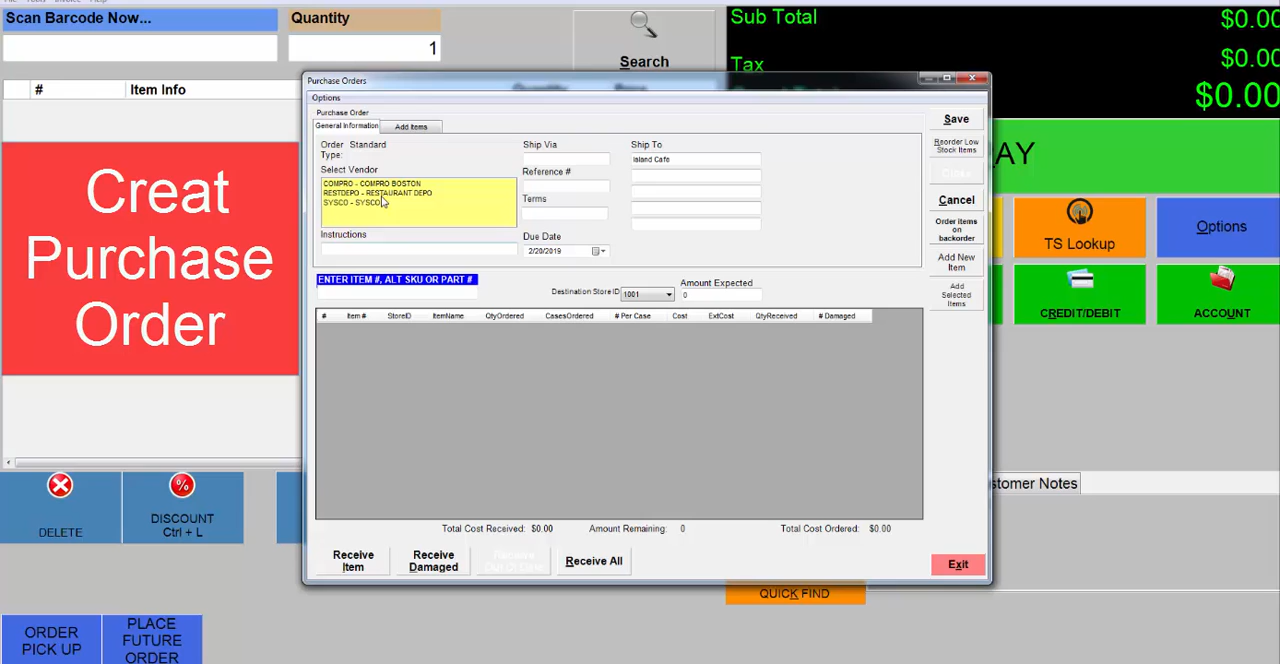 Tools Invoice Help
Scan Barcode Now...
Quantity
1
Search
Sub Total
$0.00
Tax
$0.00
$0.00
#
Item Info
Creat
Purchase
Order
DELETE
DISCOUNT
Ctrl + L
ORDER
PICK UP
PLACE
FUTURE
ORDER
Purchase Orders
Options
Purchase Order
General Information
Add Items
Order Type:
Standard
Select Vendor
COMPRO - COMPRO BOSTON
RESTDEPO - RESTAURANT DEPO
SYSCO - SYSCO
Instructions
Ship Via
Reference #
Terms
Due Date
2/20/2019
Ship To
Island Cafe
ENTER ITEM #, ALT SKU OR PART #
Destination Store ID
1001
Amount Expected
0
# Item # StoreID ItemName QtyOrdered CasesOrdered # Per Case Cost ExtCost QtyReceived # Damaged
Total Cost Received: $0.00
Amount Remaining: 0
Total Cost Ordered: $0.00
Receive
Item
Receive
Damaged
Receive All
Save
Reorder Low
Stock Items
Cancel
Order items
on
backorder
Add New
Item
Add
Selected
Items
Exit
AY
TS Lookup
Options
CREDIT/DEBIT
ACCOUNT
stomer Notes
QUICK FIND